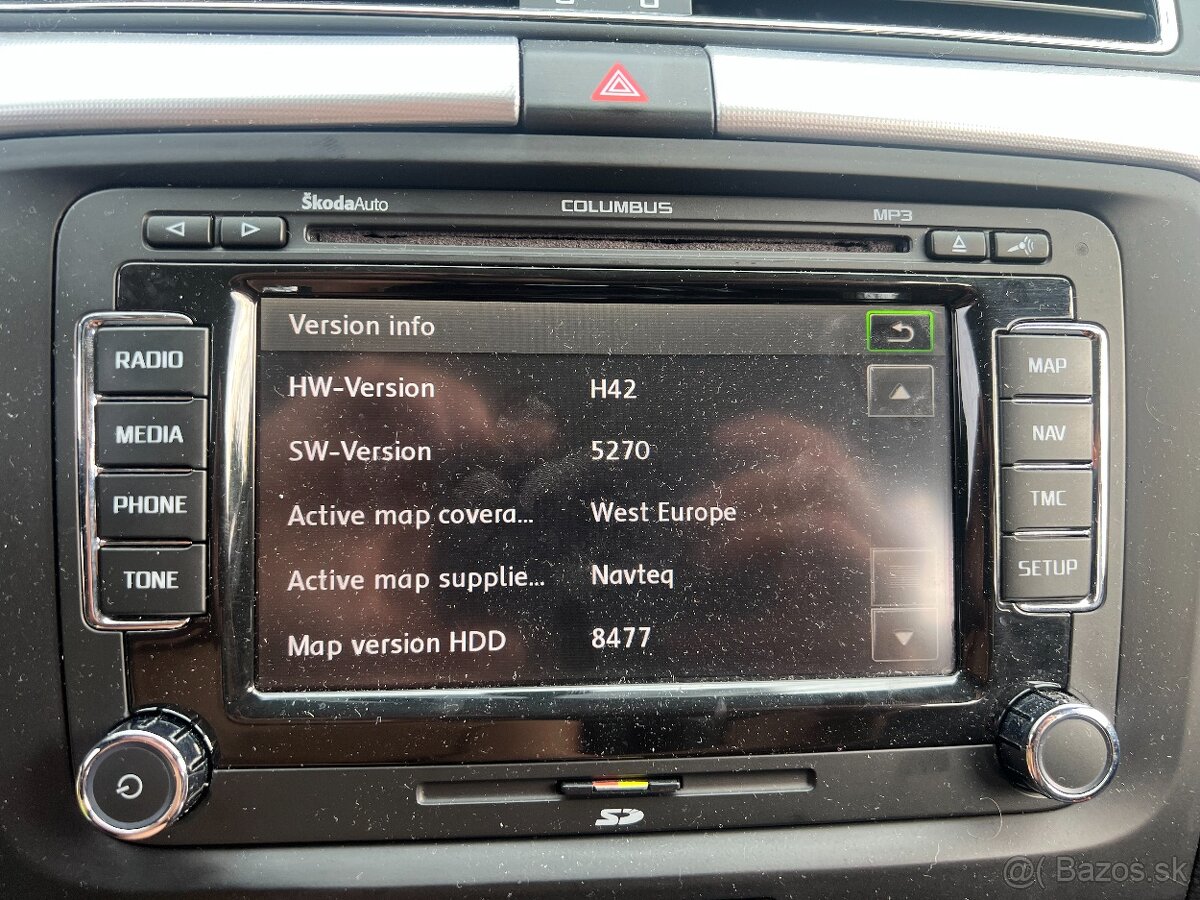 ŠkodaAuto COLUMBUS MP3
Version info
HW-Version H42
SW-Version 5270
Active map covera... West Europe
Active map supplie... Navteq
Map version HDD 8477
RADIO
MEDIA
PHONE
TONE
MAP
NAV
TMC
SETUP
SD
@( Bazos.sk